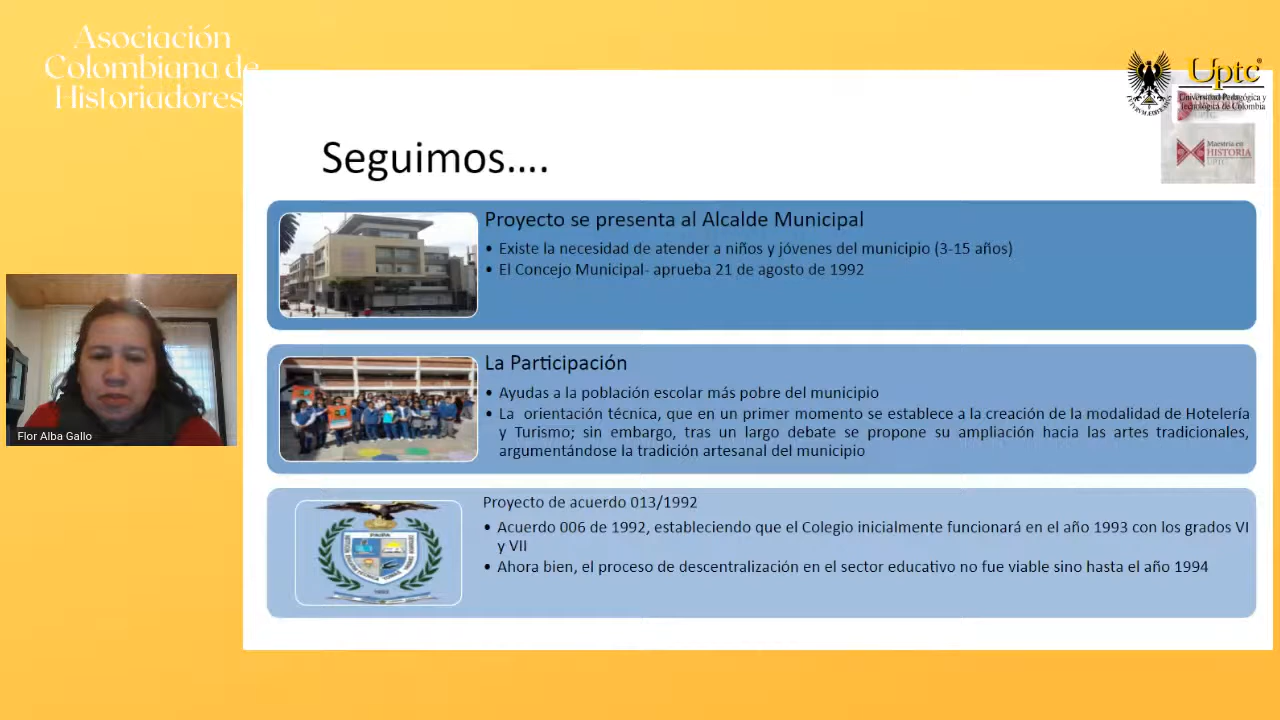 Asociación
Colombiana de
Historiadores
Uptc
Universidad Pedagógica y
Tecnológica de Colombia
Maestría en
HISTORIA
UPTC
Seguimos....
Proyecto se presenta al Alcalde Municipal
• Existe la necesidad de atender a niños y jóvenes del municipio (3-15 años)
• El Concejo Municipal- aprueba 21 de agosto de 1992
La Participación
• Ayudas a la población escolar más pobre del municipio
• La orientación técnica, que en un primer momento se establece a la creación de la modalidad de Hotelería
y Turismo; sin embargo, tras un largo debate se propone su ampliación hacia las artes tradicionales,
argumentándose la tradición artesanal del municipio
Proyecto de acuerdo 013/1992
• Acuerdo 006 de 1992, estableciendo que el Colegio inicialmente funcionará en el año 1993 con los grados VI
y VII
• Ahora bien, el proceso de descentralización en el sector educativo no fue viable sino hasta el año 1994
PAIPA
Flor Alba Gallo